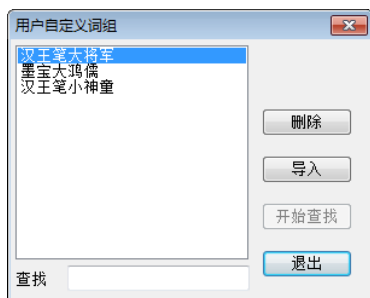 用户自定义词组
汉王笔大将军
墨宝大鸿儒
汉王笔小神童
删除
导入
开始查找
退出
查找